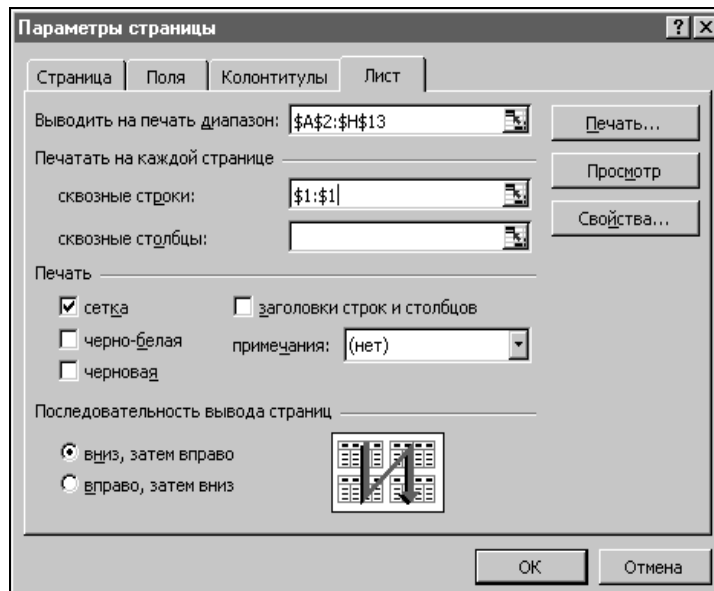 Параметры страницы
Страница Поля Колонтитулы Лист
Выводить на печать диапазон: $A$2:$H$13 Печать...
Печатать на каждой странице Просмотр
сквозные строки: $1:$1 Свойства...
сквозные столбцы:
Печать
сетка заголовки строк и столбцов
черно-белая примечания: (нет)
черновая
Последовательность вывода страниц
вниз, затем вправо
вправо, затем вниз
ОК Отмена